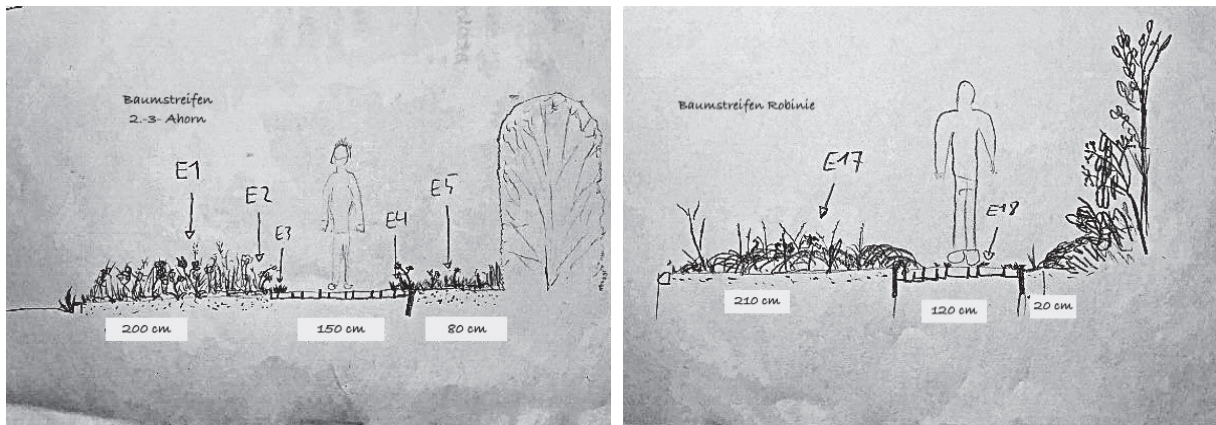 Baumstreifen
2.-3- Ahorn
E1
E2
E3
E4
E5
200 cm
150 cm
80 cm
Baumstreifen Robinie
E17
E18
210 cm
120 cm
20 cm